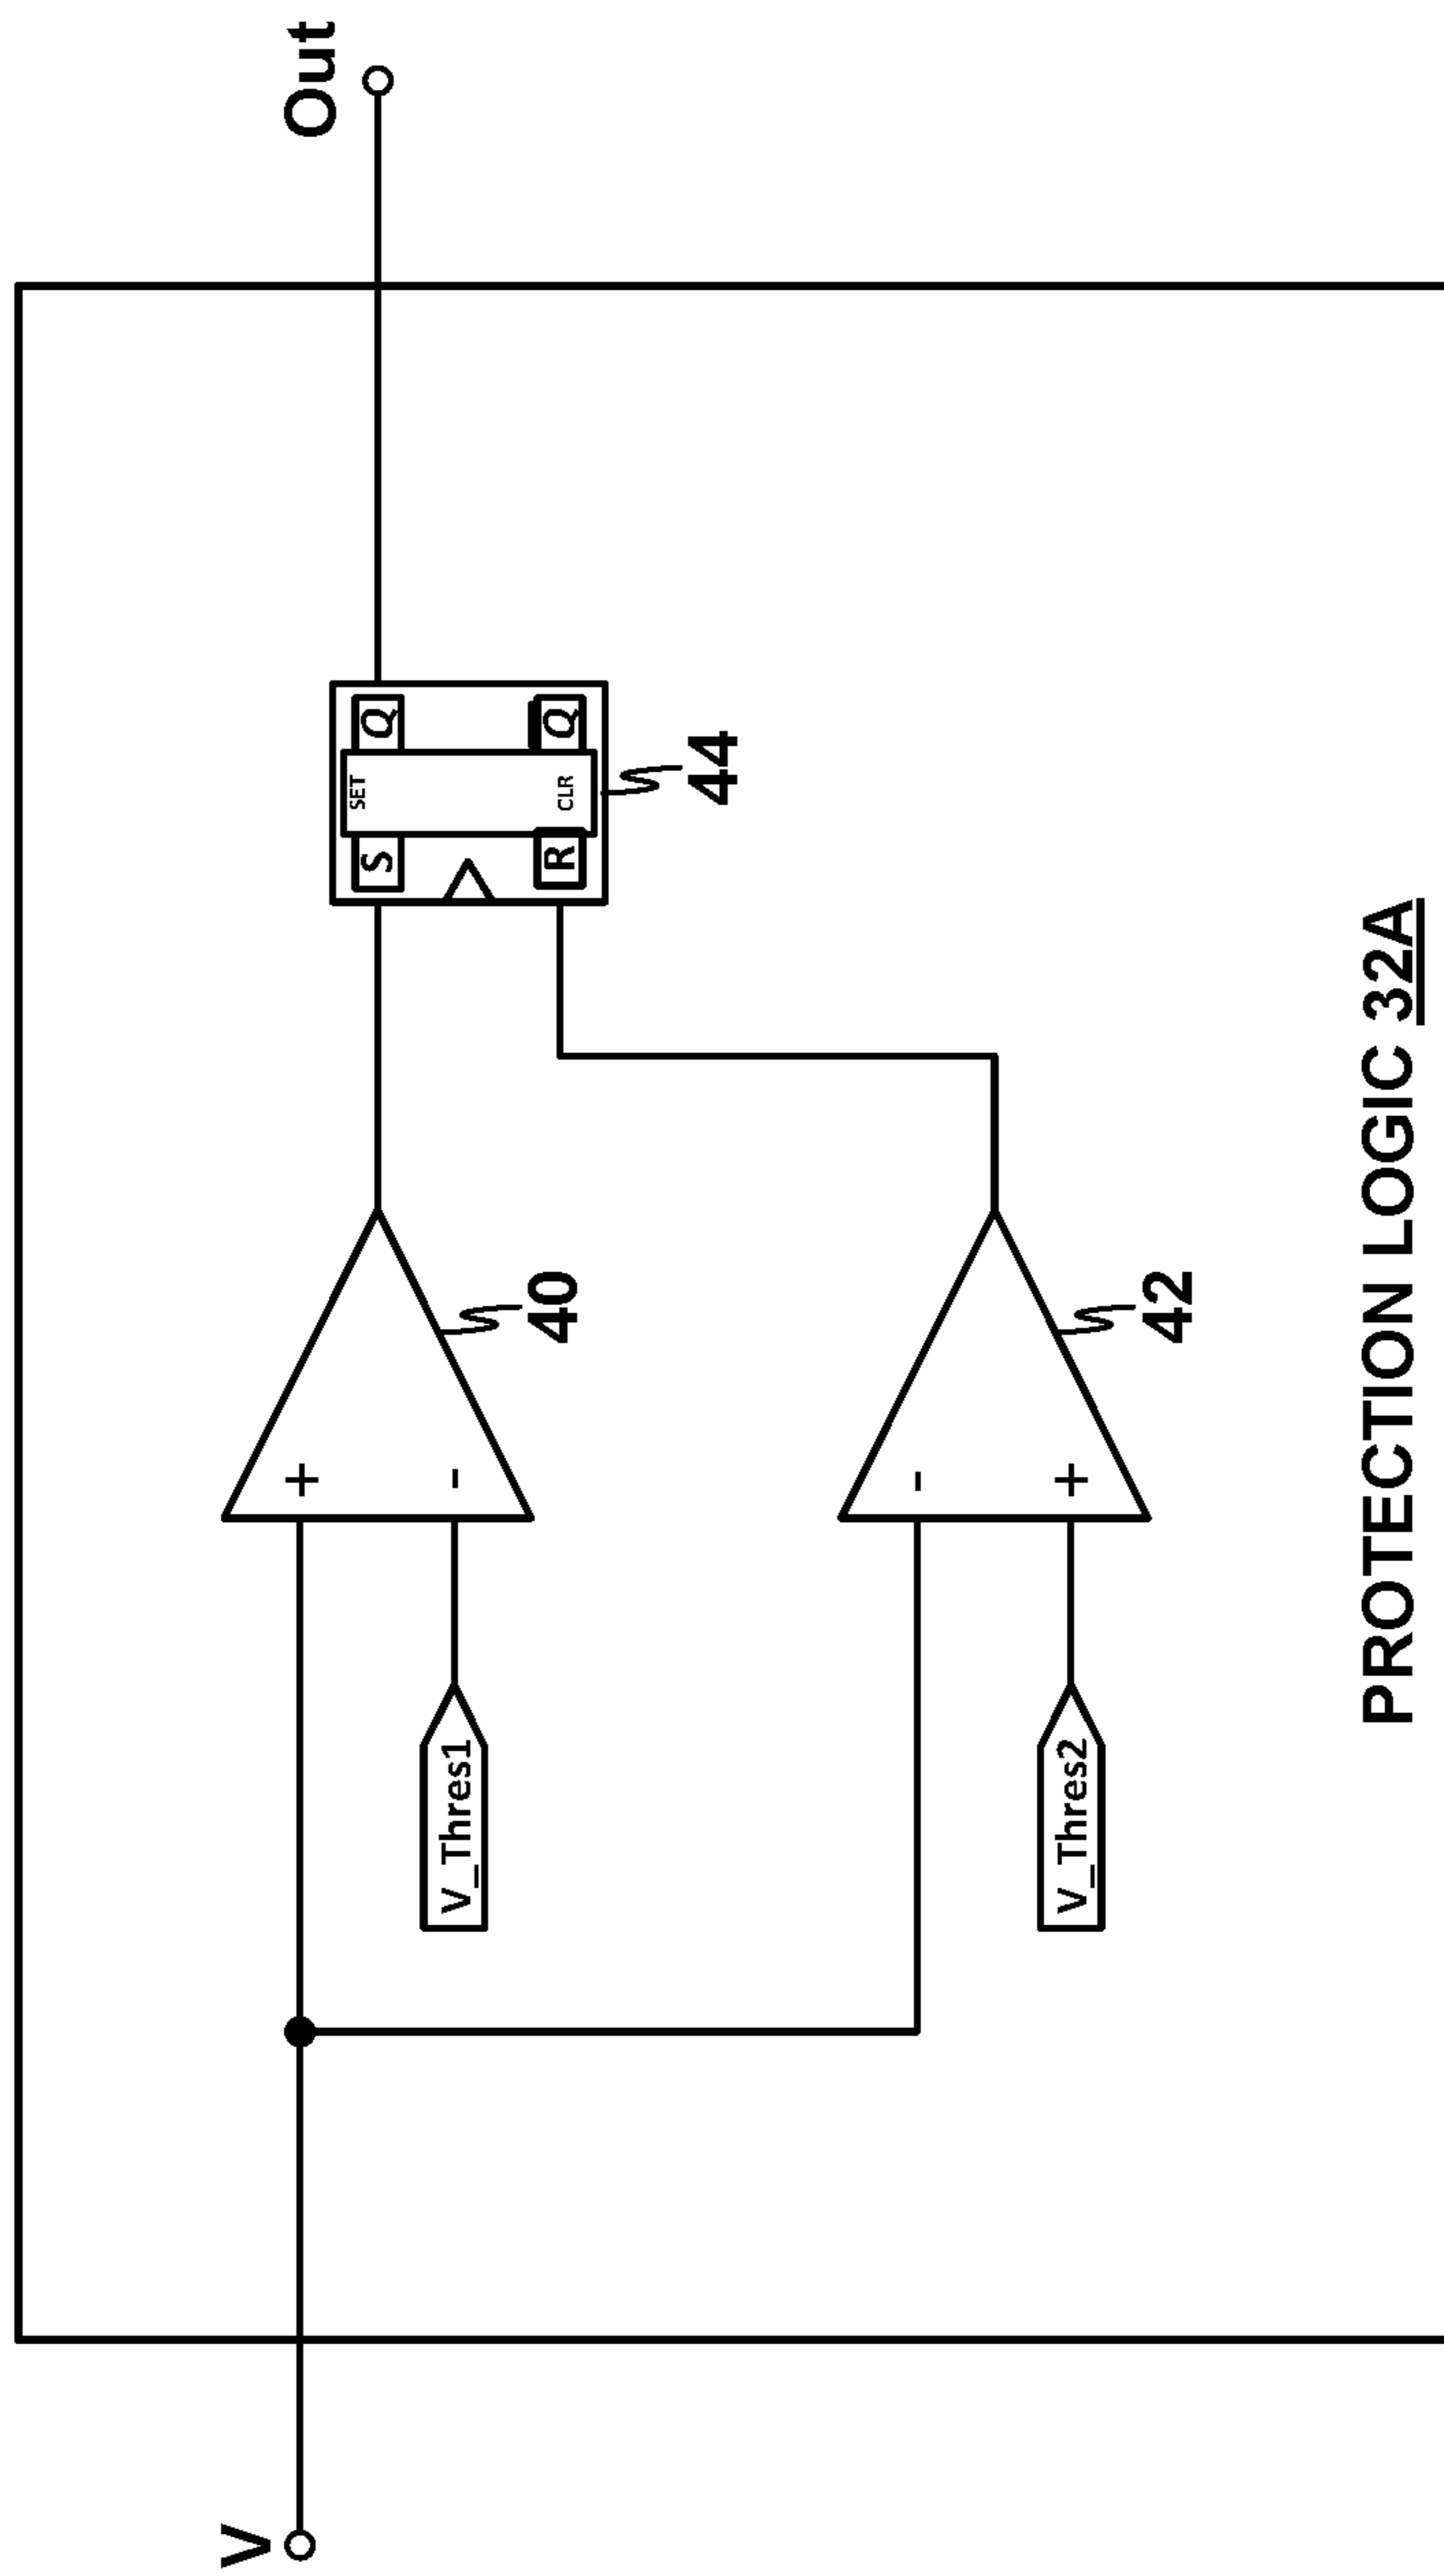 V
Out
+
-
40
V_Thres1
S
SET
Q
R
CLR
Q
44
-
+
42
V_Thres2
PROTECTION LOGIC 32A